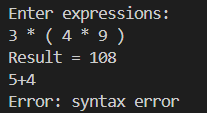 Enter expressions:
3 * ( 4 * 9 )
Result = 108
5+4
Error: syntax error